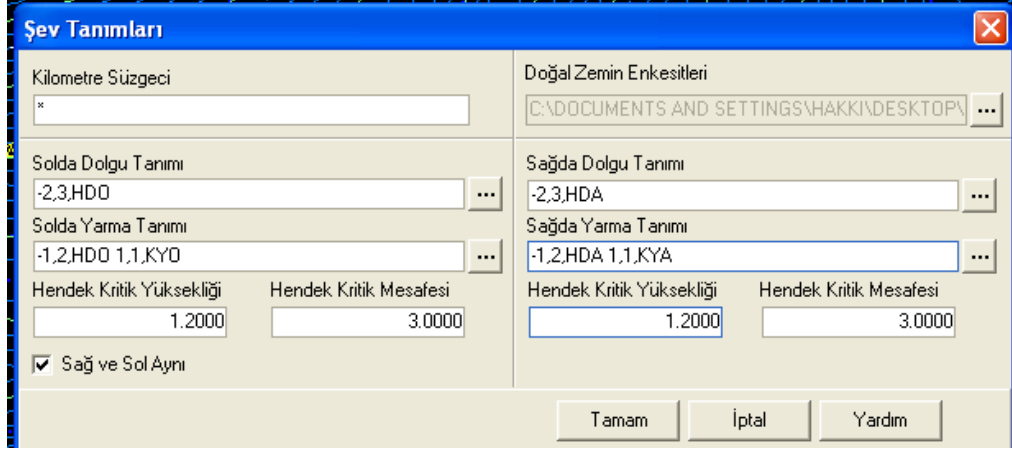 Şev Tanımları
Kilometre Süzgeci
*
Doğal Zemin Enkesitleri
C:\DOCUMENTS AND SETTINGS\HAKKI\DESKTOP\
...
Solda Dolgu Tanımı
-2,3,HDO
...
Solda Yarma Tanımı
-1,2,HDO 1,1,KYO
...
Hendek Kritik Yüksekliği Hendek Kritik Mesafesi
1.2000 3.0000
Sağ ve Sol Aynı
Sağda Dolgu Tanımı
-2,3,HDA
...
Sağda Yarma Tanımı
-1,2,HDA 1,1,KYA
...
Hendek Kritik Yüksekliği Hendek Kritik Mesafesi
1.2000 3.0000
Tamam İptal Yardım